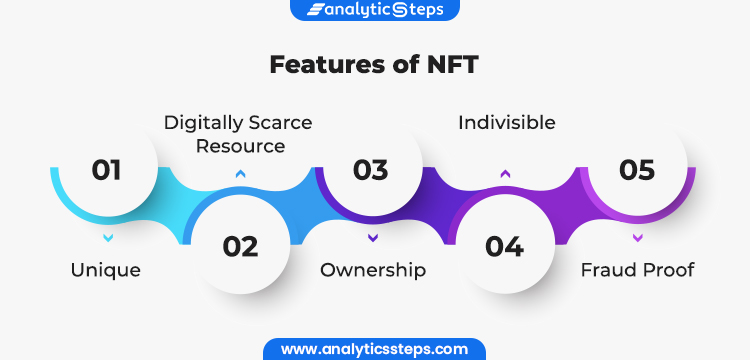 analyticSteps
Features of NFT
01
Unique
Digitally Scarce
Resource
02
03
Ownership
Indivisible
04
05
Fraud Proof
www.analyticssteps.com